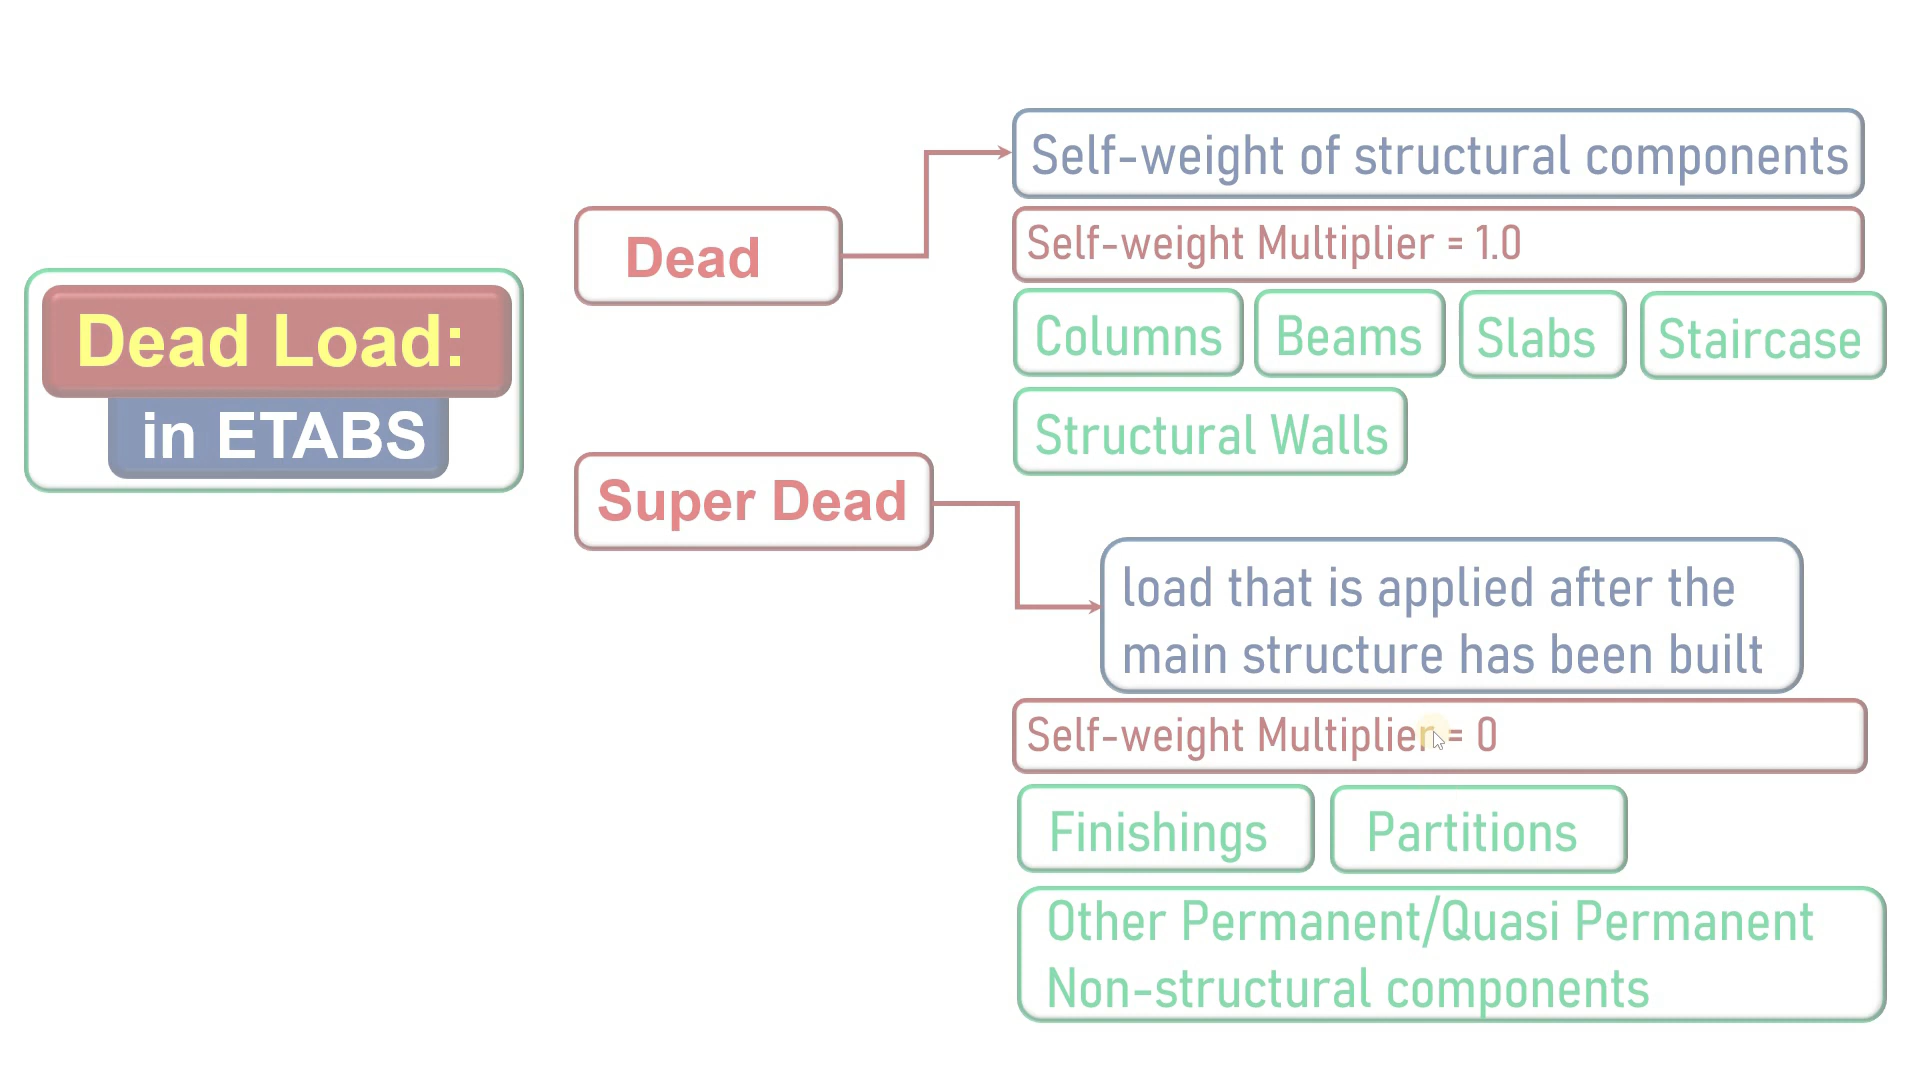 Dead Load:
in ETABS
Dead
Self-weight of structural components
Self-weight Multiplier = 1.0
Columns
Beams
Slabs
Staircase
Structural Walls
Super Dead
load that is applied after the
main structure has been built
Self-weight Multiplier = 0
Finishings
Partitions
Other Permanent/Quasi Permanent
Non-structural components